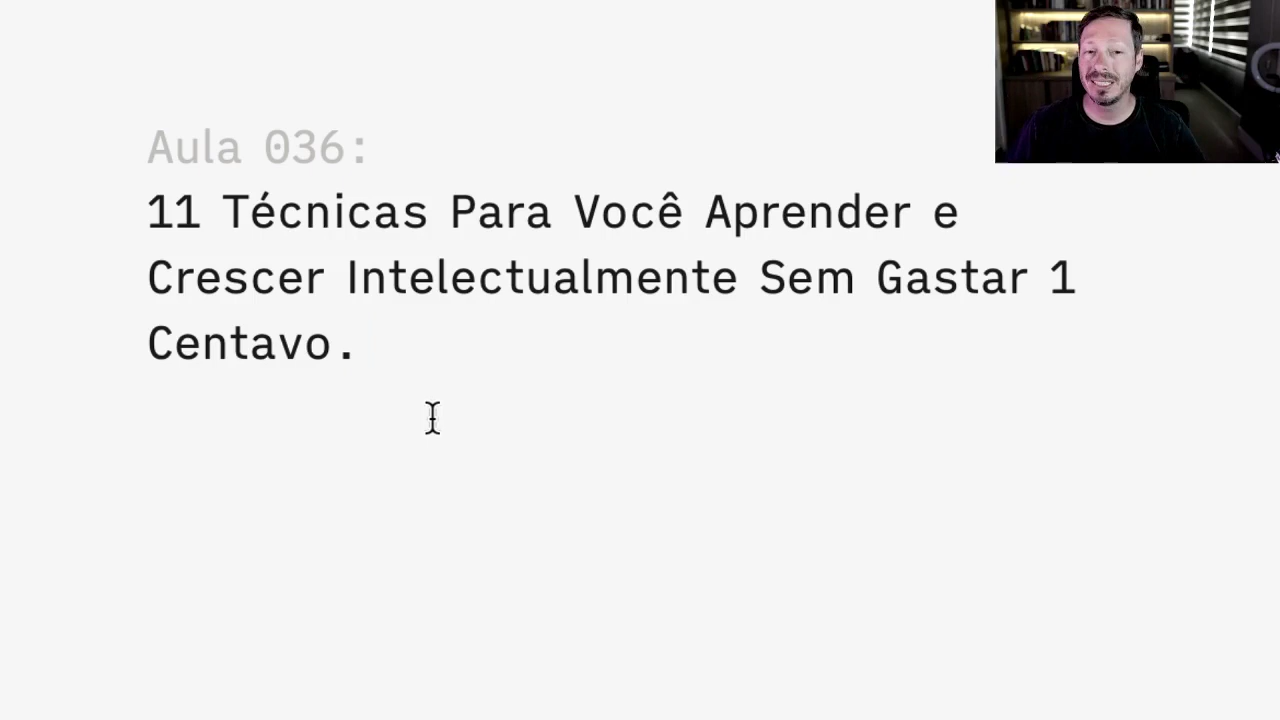 Aula 036:
11 Técnicas Para Você Aprender e
Crescer Intelectualmente Sem Gastar 1
Centavo.